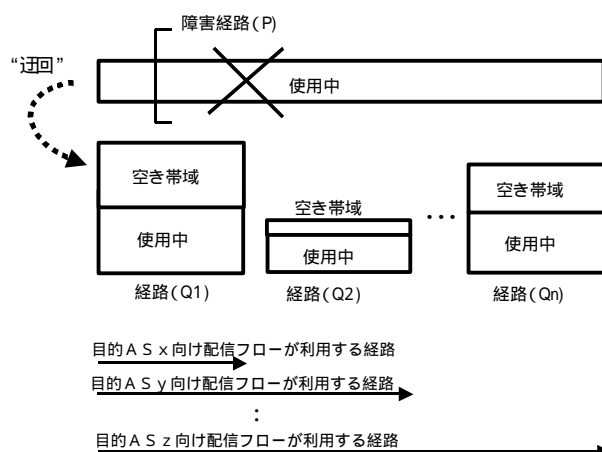 障害経路(P)
“迂回”
使用中
空き帯域
使用中
空き帯域
使用中
…
空き帯域
使用中
経路(Q1)
経路(Q2)
経路(Qn)
目的ASx向け配信フローが利用する経路
目的ASy向け配信フローが利用する経路
:
目的ASz向け配信フローが利用する経路